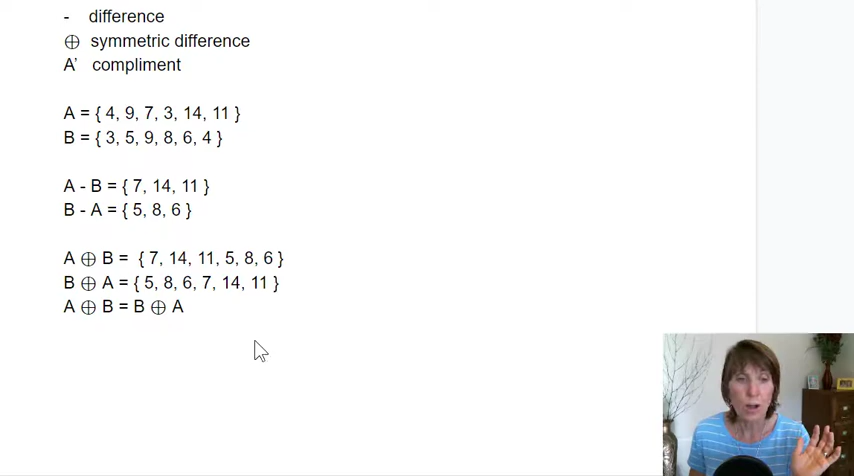 - difference
⊕ symmetric difference
A’ compliment
A = { 4, 9, 7, 3, 14, 11 }
B = { 3, 5, 9, 8, 6, 4 }
A - B = { 7, 14, 11 }
B - A = { 5, 8, 6 }
A ⊕ B = { 7, 14, 11, 5, 8, 6 }
B ⊕ A = { 5, 8, 6, 7, 14, 11 }
A ⊕ B = B ⊕ A